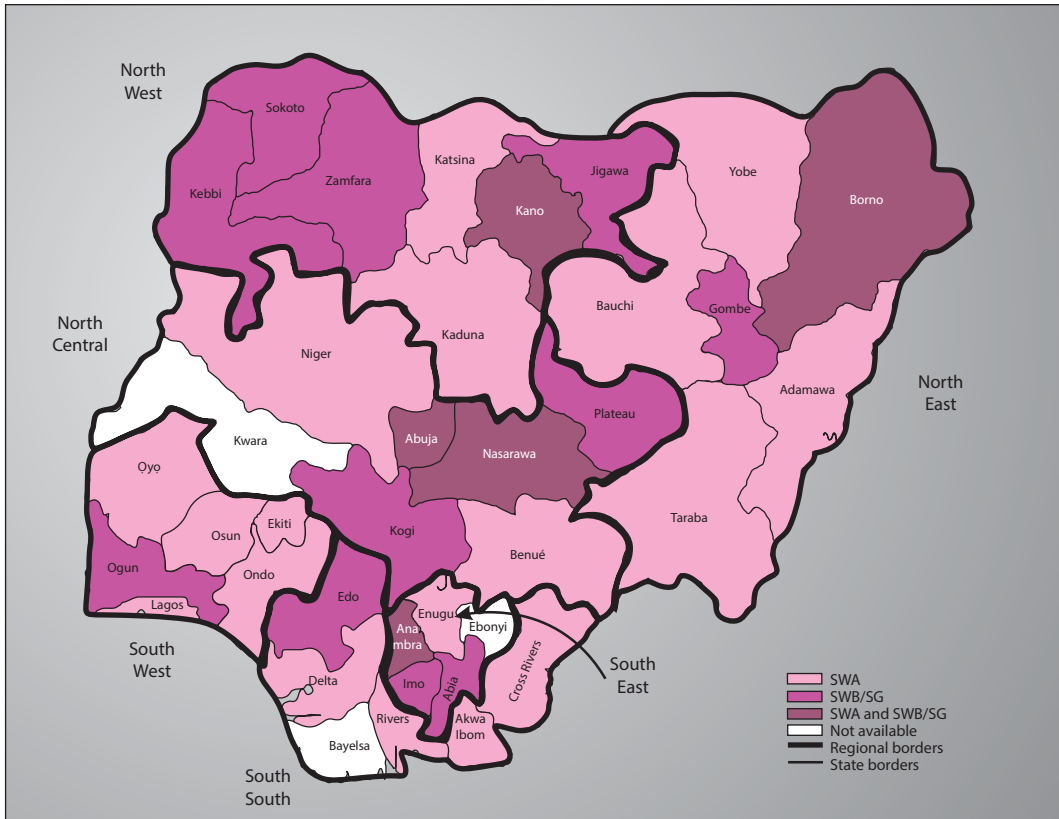 North
West
Sokoto
Katsina
Kebbi
Zamfara
Jigawa
Yobe
Kano
Borno
North
Central
Bauchi
Gombe
Niger
Kaduna
Adamawa
North
East
Plateau
Kwara
Abuja
Nasarawa
Ọyọ
Taraba
Ekiti
Osun
Kogi
Benué
Ogun
Ondo
Lagos
Edo
Enugu
Ana
mbra
Ebonyi
South
West
South
East
Delta
Imo
Abia
Cross Rivers
Rivers
Akwa
Ibom
Bayelsa
South
South
SWA
SWB/SG
SWA and SWB/SG
Not available
Regional borders
State borders